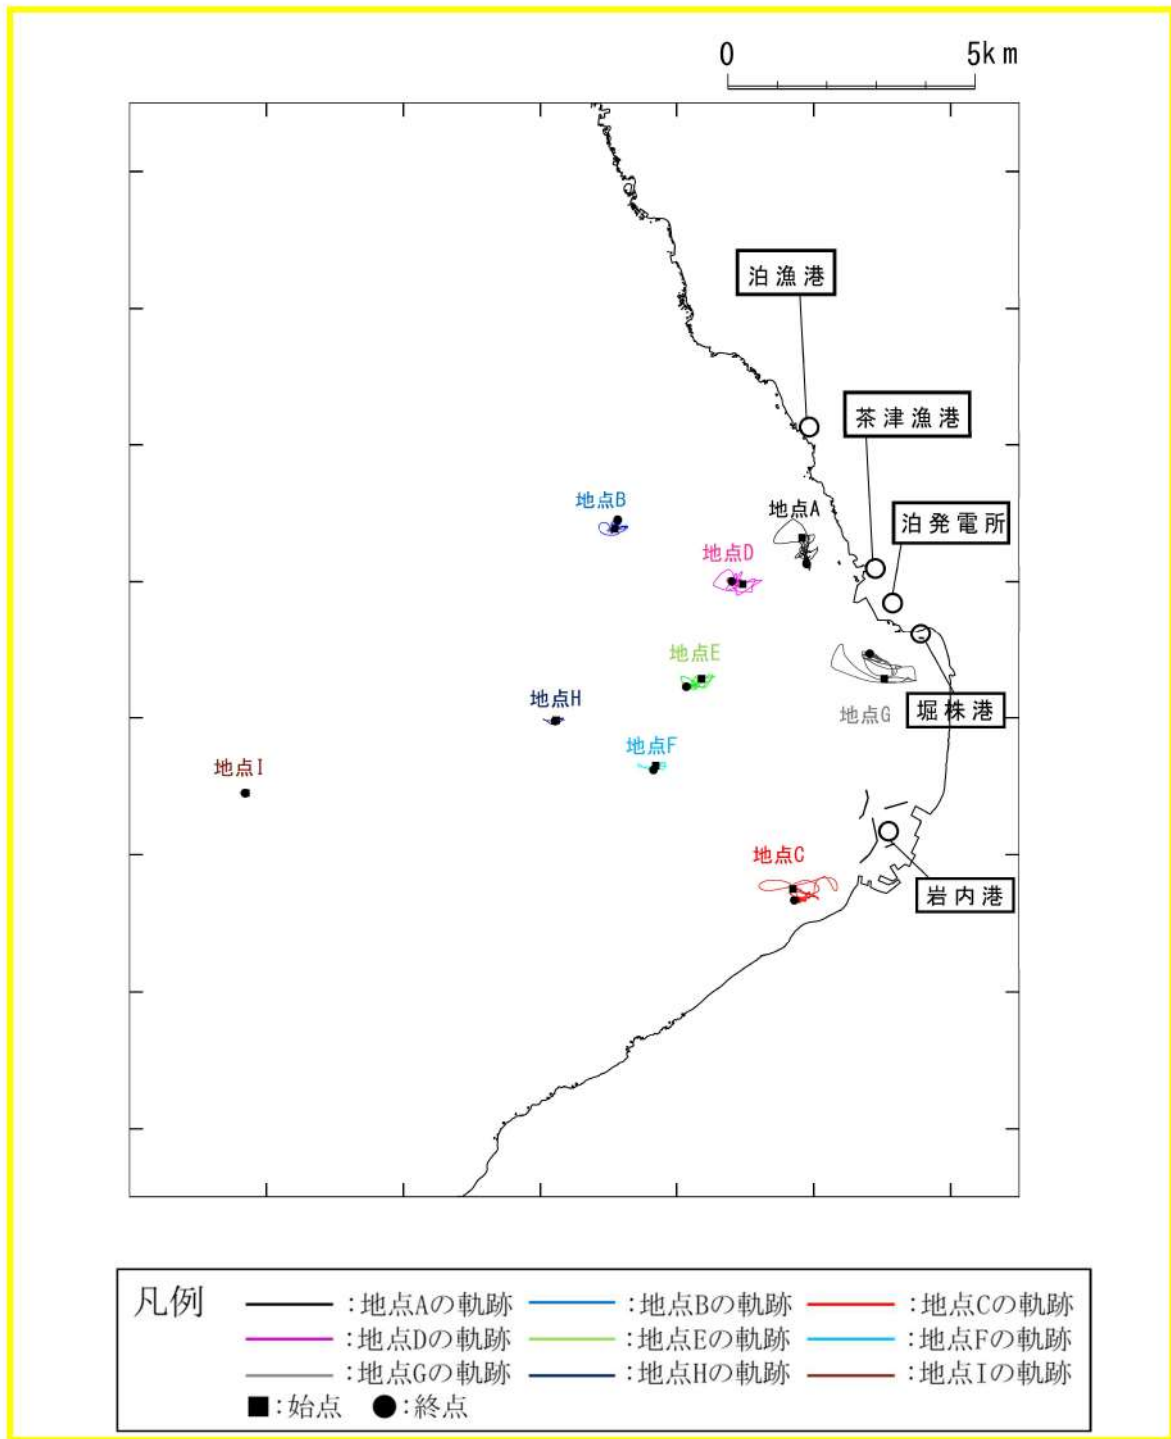 0 5km
泊漁港
茶津漁港
地点B
地点A
泊発電所
地点D
地点E
地点H
地点G
堀株港
地点F
地点I
地点C
岩内港
凡例
:地点Aの軌跡 :地点Bの軌跡 :地点Cの軌跡
:地点Dの軌跡 :地点Eの軌跡 :地点Fの軌跡
:地点Gの軌跡 :地点Hの軌跡 :地点Iの軌跡
■:始点 ●:終点